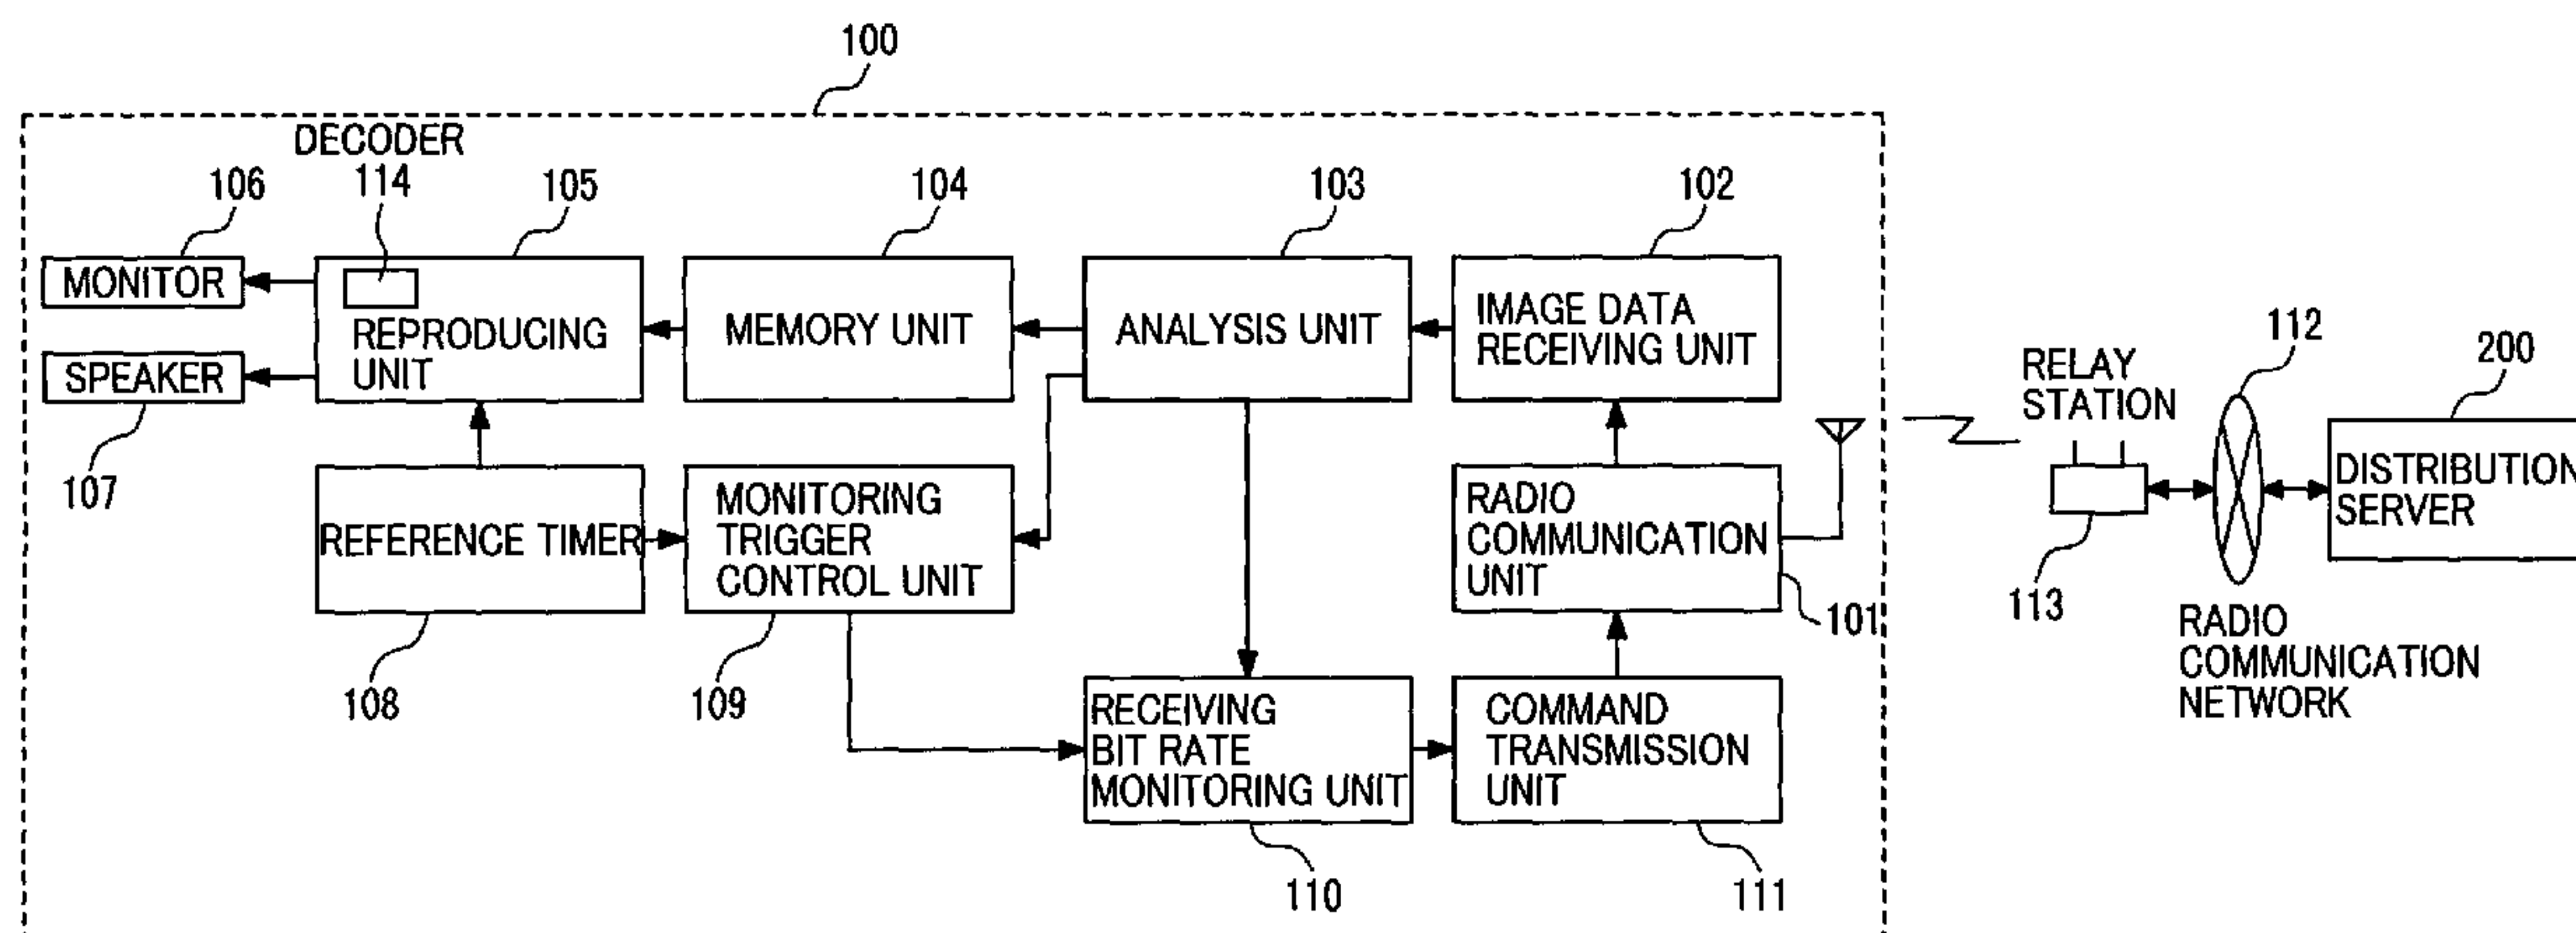 100
DECODER
114
106
105
104
103
102
MONITOR
SPEAKER
107
REPRODUCING
UNIT
MEMORY UNIT
ANALYSIS UNIT
IMAGE DATA
RECEIVING UNIT
REFERENCE TIMER
108
MONITORING
TRIGGER
CONTROL UNIT
109
RADIO
COMMUNICATION
UNIT
101
RECEIVING
BIT RATE
MONITORING UNIT
110
COMMAND
TRANSMISSION
UNIT
111
RELAY
STATION
113
112
RADIO
COMMUNICATION
NETWORK
200
DISTRIBUTION
SERVER